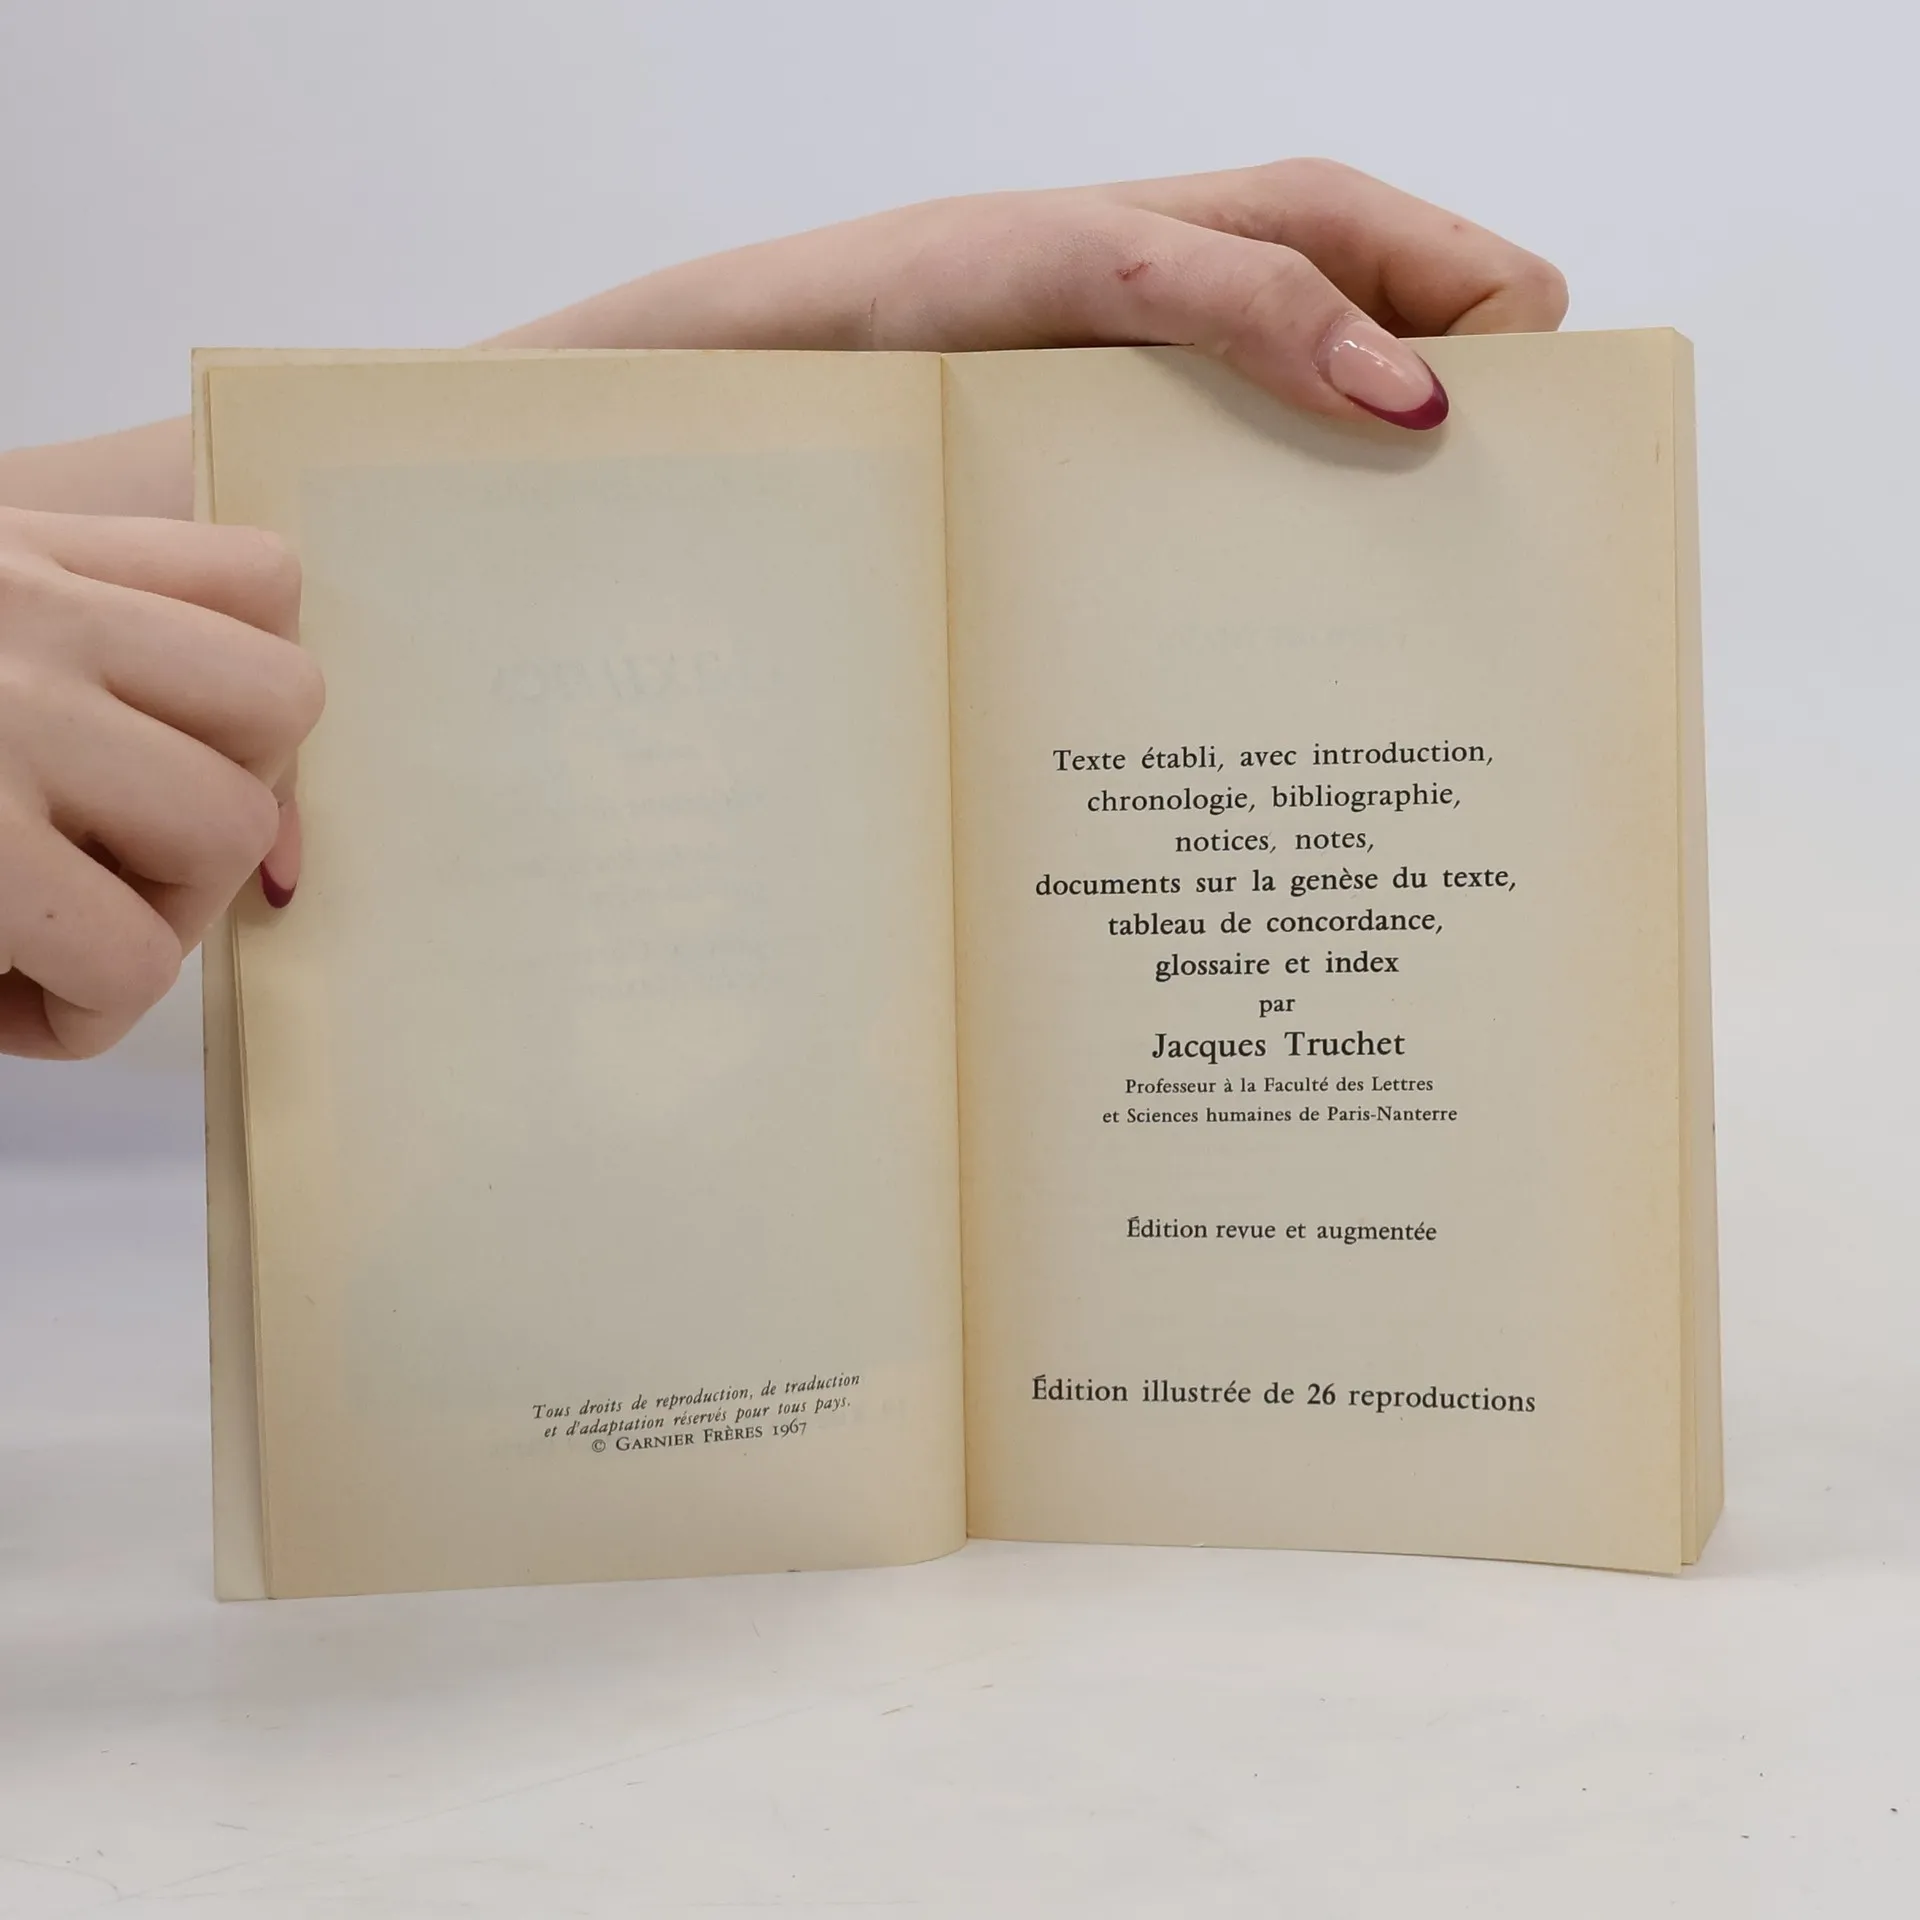 Tous droits de reproduction, de traduction
et d'adaptation réservés pour tous pays.
© GARNIER FRÈRES 1967
Texte établi, avec introduction,
chronologie, bibliographie,
notices, notes,
documents sur la genèse du texte,
tableau de concordance,
glossaire et index
par
Jacques Truchet
Professeur à la Faculté des Lettres
et Sciences humaines de Paris-Nanterre
Édition revue et augmentée
Édition illustrée de 26 reproductions